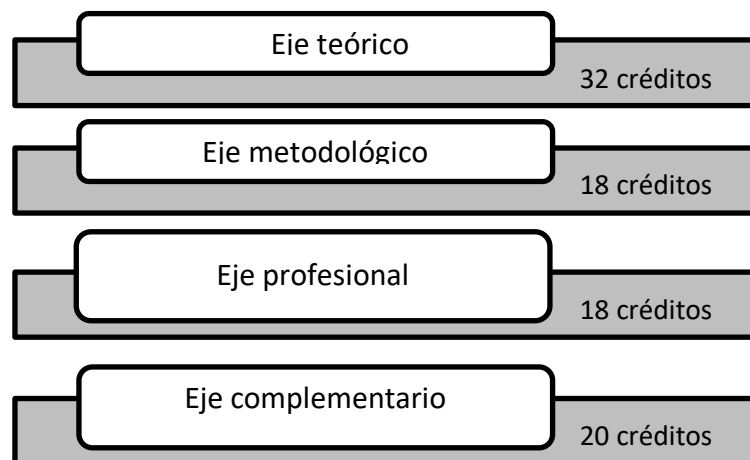 Eje teórico
32 créditos
Eje metodológico
18 créditos
Eje profesional
18 créditos
Eje complementario
20 créditos